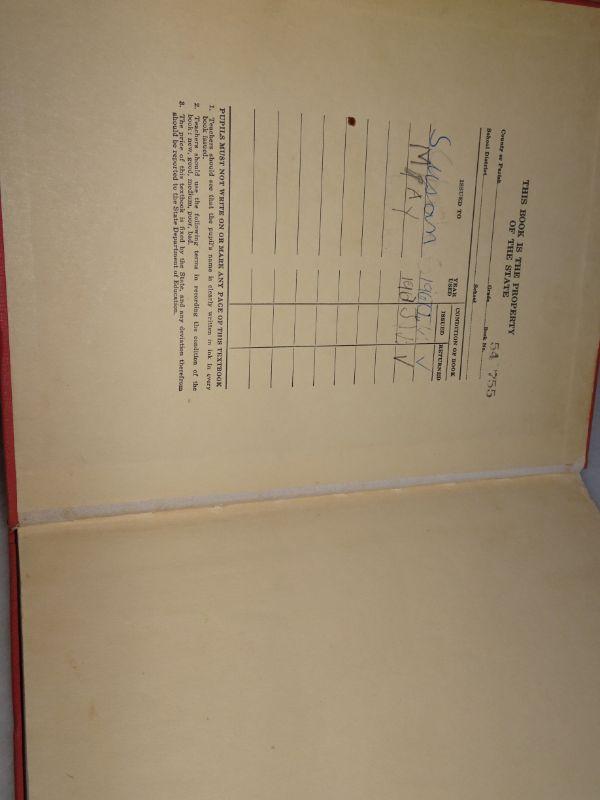 THIS BOOK IS THE PROPERTY
OF THE STATE
54 755
County or Parish
Grade
Book No.
School District
School
ISSUED TO
YEAR USED
CONDITION OF BOOK
ISSUED
RETURNED
Susan
MAY
PUPILS MUST NOT WRITE ON OR MARK ANY PAGE OF THIS TEXTBOOK
1. Teachers should see that the pupil's name is clearly written in ink in every
book issued.
2. Teachers should use the following terms in recording the condition of the
book: new, good, medium, poor, bad.
3. The price of this textbook is fixed by the State, and any deviation therefrom
should be reported to the State Department of Education.